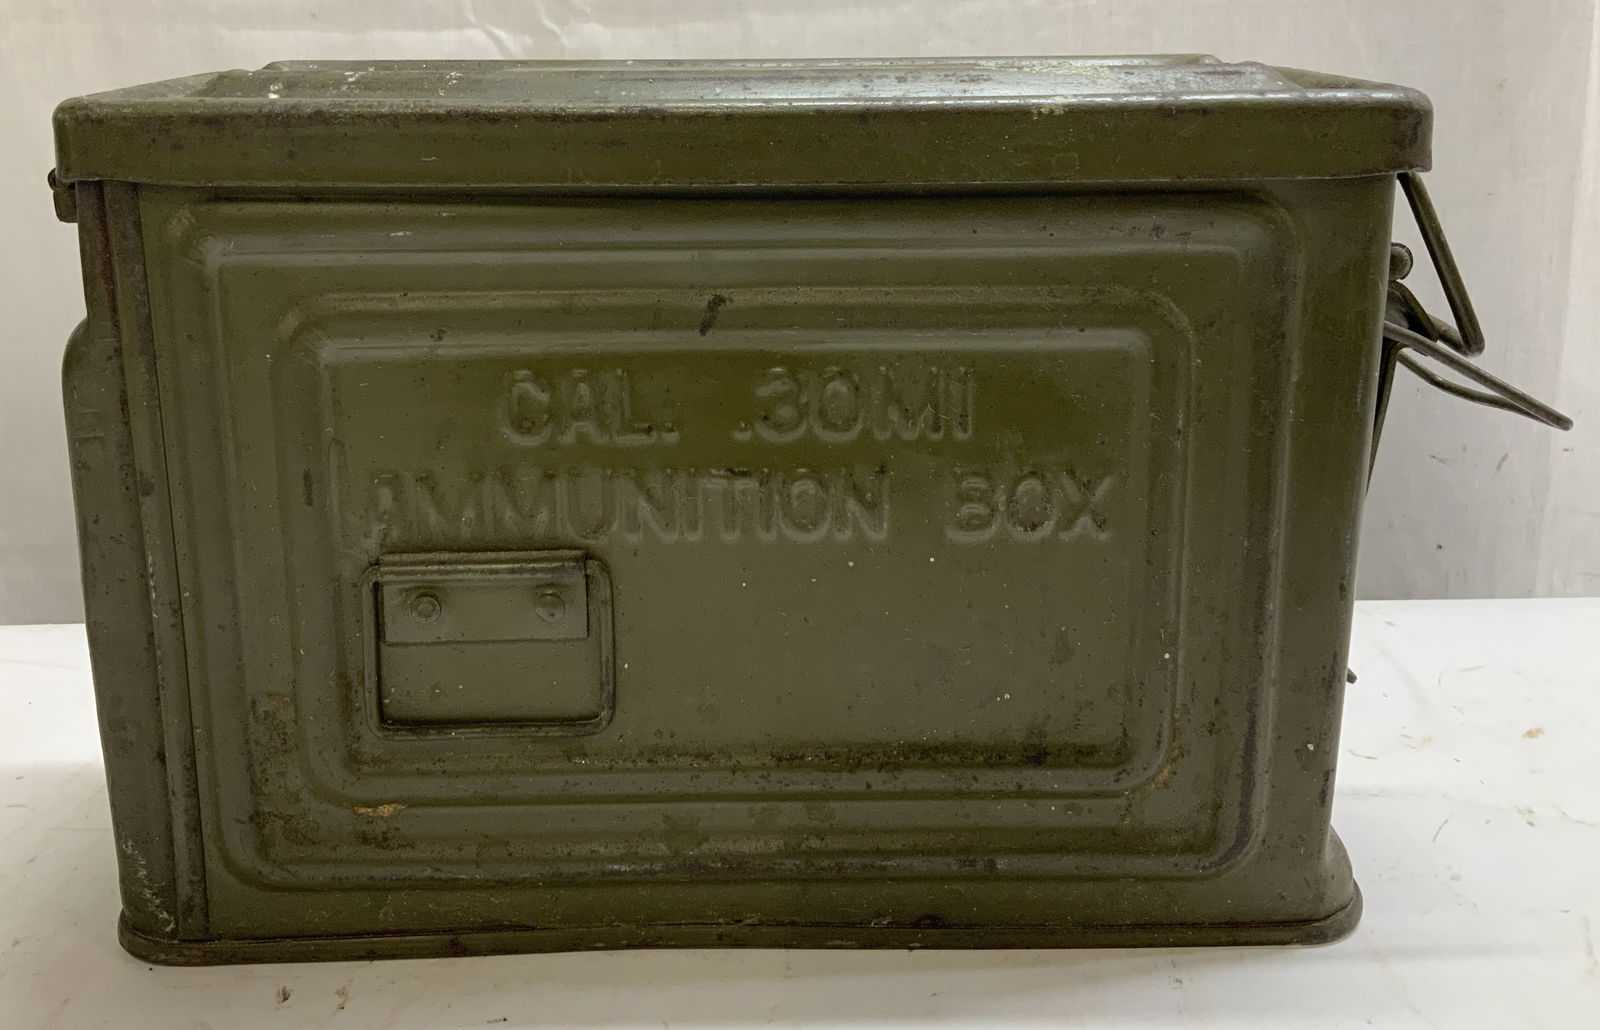 CAL. .30M1
AMMUNITION BOX